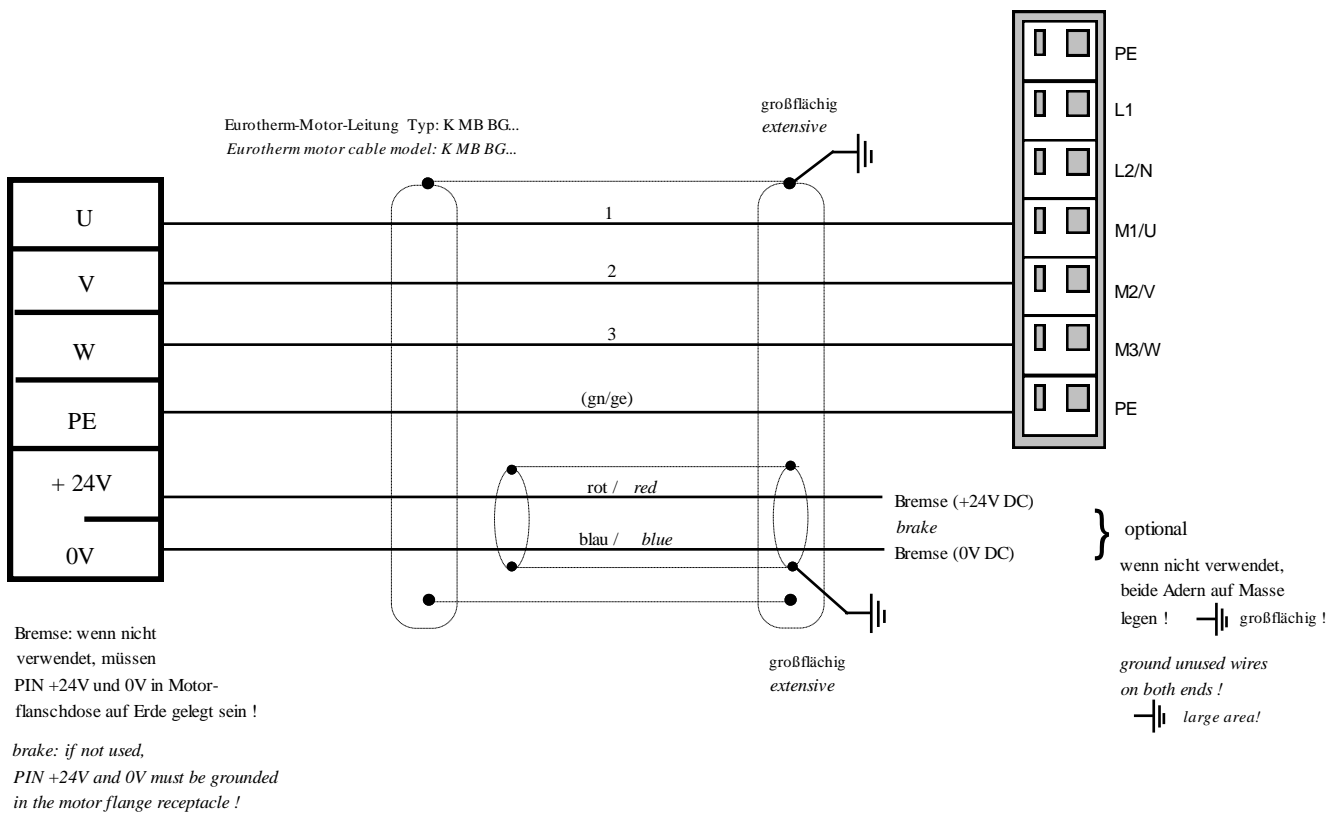 PE
großflächig
extensive
L1
Eurotherm-Motor-Leitung Typ: K MB BG...
Eurotherm motor cable model: K MB BG...
L2/N
U
1
M1/U
V
2
M2/V
W
3
M3/W
PE
(gn/ge)
PE
+ 24V
rot / red
Bremse (+24V DC)
brake
Bremse (0V DC)
} optional
0V
blau / blue
wenn nicht verwendet,
beide Adern auf Masse
legen ! großflächig !
Bremse: wenn nicht
verwendet, müssen
PIN +24V und 0V in Motor-
flanschdose auf Erde gelegt sein !
großflächig
extensive
ground unused wires
on both ends !
large area!
brake: if not used,
PIN +24V and 0V must be grounded
in the motor flange receptacle !